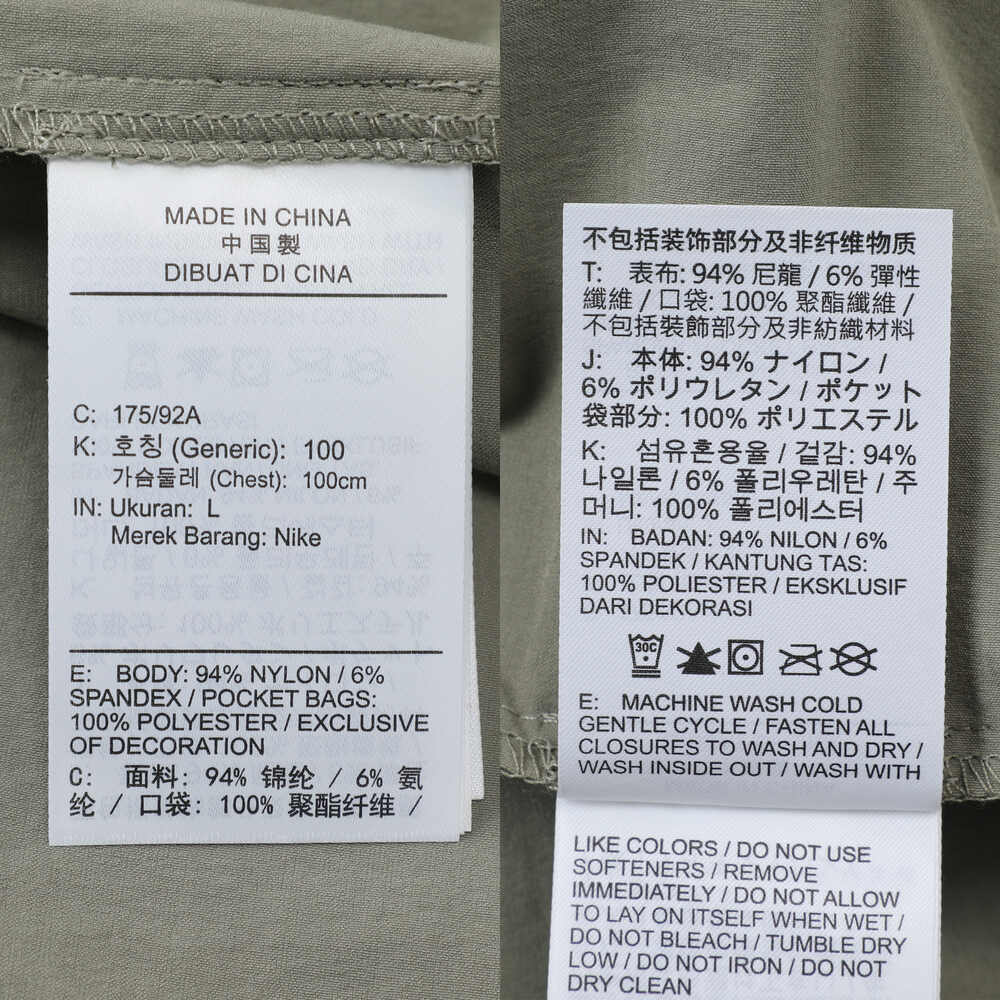 MADE IN CHINA
中国製
DIBUAT DI CINA
C: 175/92A
K: 호칭 (Generic): 100
가슴둘레 (Chest): 100cm
IN: Ukuran: L
Merek Barang: Nike
E: BODY: 94% NYLON / 6%
SPANDEX / POCKET BAGS:
100% POLYESTER / EXCLUSIVE
OF DECORATION
C: 面料: 94% 锦纶 / 6% 氨
纶 / 口袋: 100% 聚酯纤维 /
不包括装饰部分及非纤维物质
T: 表布: 94% 尼龍 / 6% 彈性
纖維 / 口袋: 100% 聚酯纖維 /
不包括裝飾部分及非紡織材料
J: 本体: 94% ナイロン /
6% ポリウレタン / ポケット
袋部分: 100% ポリエステル
K: 섬유혼용율 / 겉감: 94%
나일론 / 6% 폴리우레탄 / 주
머니: 100% 폴리에스터
IN: BADAN: 94% NILON / 6%
SPANDEK / KANTUNG TAS:
100% POLIESTER / EKSKLUSIF
DARI DEKORASI
30C
E: MACHINE WASH COLD
GENTLE CYCLE / FASTEN ALL
CLOSURES TO WASH AND DRY /
WASH INSIDE OUT / WASH WITH
LIKE COLORS / DO NOT USE
SOFTENERS / REMOVE
IMMEDIATELY / DO NOT ALLOW
TO LAY ON ITSELF WHEN WET /
DO NOT BLEACH / TUMBLE DRY
LOW / DO NOT IRON / DO NOT
DRY CLEAN